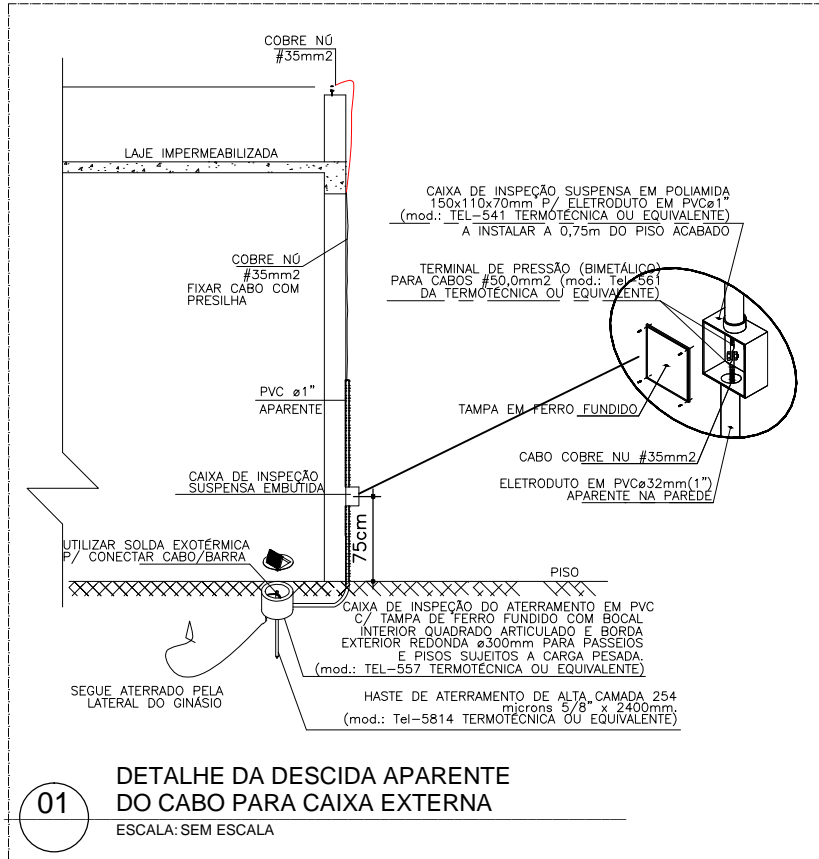 COBRE NÚ
#35mm2
LAJE IMPERMEABILIZADA
CAIXA DE INSPEÇÃO SUSPENSA EM POLIAMIDA
150x110x70mm P/ ELETRODUTO EM PVCø1"
(mod.: TEL-541 TERMOTÉCNICA OU EQUIVALENTE)
A INSTALAR A 0,75m DO PISO ACABADO
COBRE NÚ
#35mm2
FIXAR CABO COM
PRESILHA
TERMINAL DE PRESSÃO (BIMETÁLICO)
PARA CABOS #50,0mm2 (mod.: Tel-561
DA TERMOTÉCNICA OU EQUIVALENTE)
PVC ø1"
APARENTE
TAMPA EM FERRO FUNDIDO
CABO COBRE NU #35mm2
ELETRODUTO EM PVCø32mm(1")
APARENTE NA PAREDE
CAIXA DE INSPEÇÃO
SUSPENSA EMBUTIDA
75cm
UTILIZAR SOLDA EXOTÉRMICA
P/ CONECTAR CABO/BARRA
PISO
CAIXA DE INSPEÇÃO DO ATERRAMENTO EM PVC
C/ TAMPA DE FERRO FUNDIDO COM BOCAL
INTERIOR QUADRADO ARTICULADO E BORDA
EXTERIOR REDONDA ø300mm PARA PASSEIOS
E PISOS SUJEITOS A CARGA PESADA.
(mod.: TEL-557 TERMOTÉCNICA OU EQUIVALENTE)
SEGUE ATERRADO PELA
LATERAL DO GINÁSIO
HASTE DE ATERRAMENTO DE ALTA CAMADA 254
microns 5/8" x 2400mm.
(mod.: Tel-5814 TERMOTÉCNICA OU EQUIVALENTE)
01
DETALHE DA DESCIDA APARENTE
DO CABO PARA CAIXA EXTERNA
ESCALA: SEM ESCALA